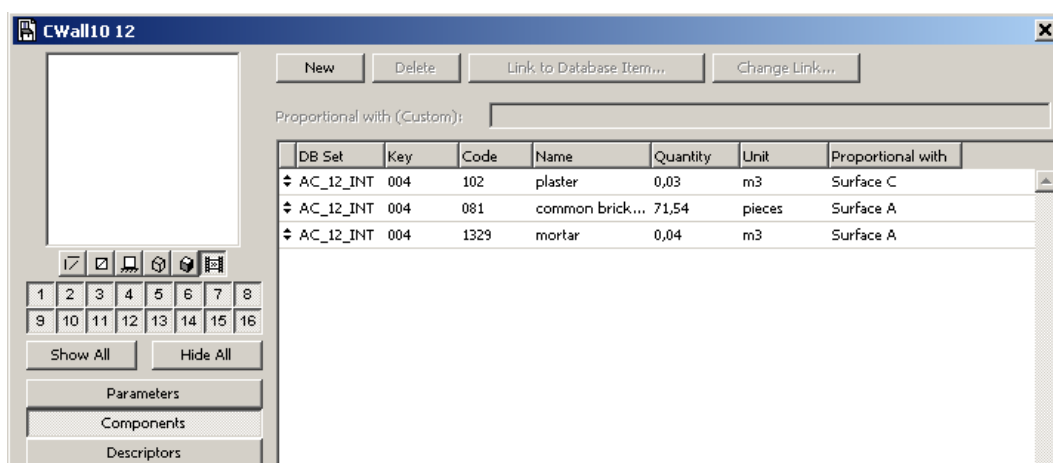 CWall10 12
New Delete Link to Database Item... Change Link...
Proportional with (Custom):
DB Set Key Code Name Quantity Unit Proportional with
AC_12_INT 004 102 plaster 0,03 m3 Surface C
AC_12_INT 004 081 common brick... 71,54 pieces Surface A
AC_12_INT 004 1329 mortar 0,04 m3 Surface A
1 2 3 4 5 6 7 8
9 10 11 12 13 14 15 16
Show All Hide All
Parameters
Components
Descriptors